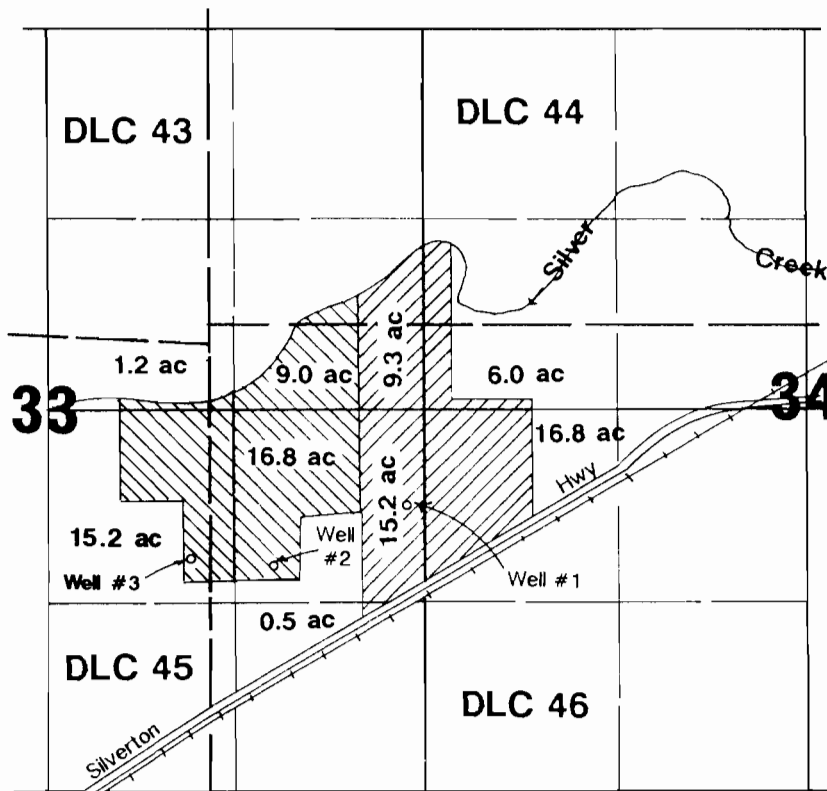 DLC 43
DLC 44
Silver
Creek
1.2 ac
9.0 ac
9.3 ac
6.0 ac
33
34
16.8 ac
16.8 ac
15.2 ac
Hwy
15.2 ac
Well
#2
Well #3
Well #1
0.5 ac
DLC 45
DLC 46
Silverton